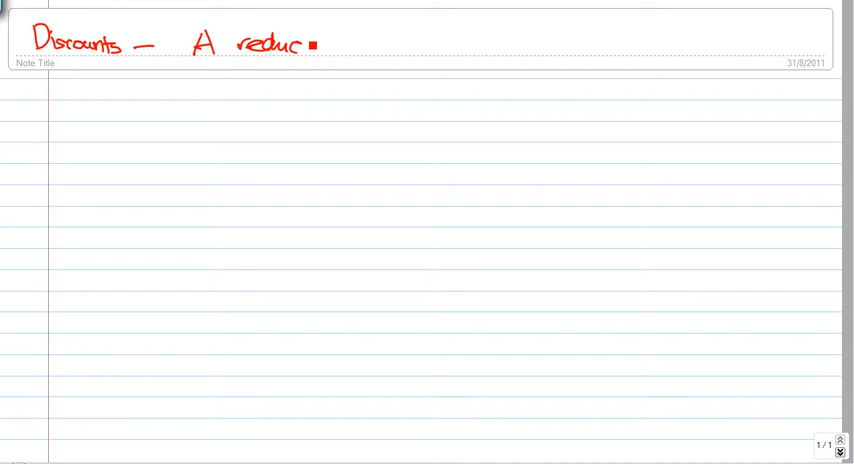 Discounts — A reduc
Note Title
31/8/2011
1 / 1